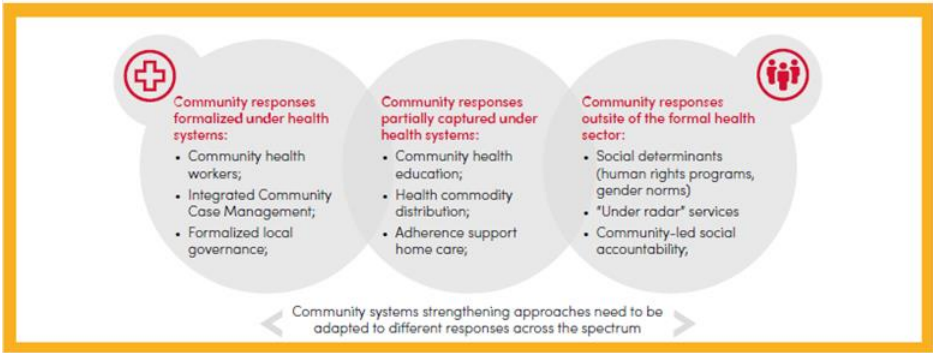 Community responses
formalized under health
systems:
• Community health
workers;
• Integrated Community
Case Management;
• Formalized local
governance;
Community responses
partially captured under
health systems:
• Community health
education;
• Health commodity
distribution;
• Adherence support
home care;
Community responses
outsite of the formal health
sector:
• Social determinants
(human rights programs,
gender norms)
• "Under radar" services
• Community-led social
accountability;
Community systems strengthening approaches need to be
adapted to different responses across the spectrum